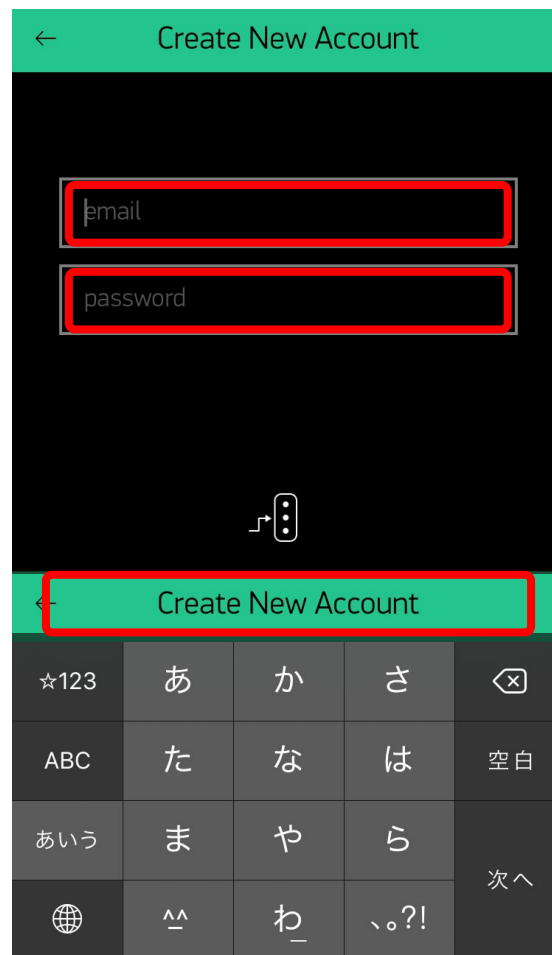 ← Create New Account
email
password
← Create New Account
☆123 あ か さ
ABC た な は 空白
あいう ま や ら
次へ
^_^ わ_ 、。?!